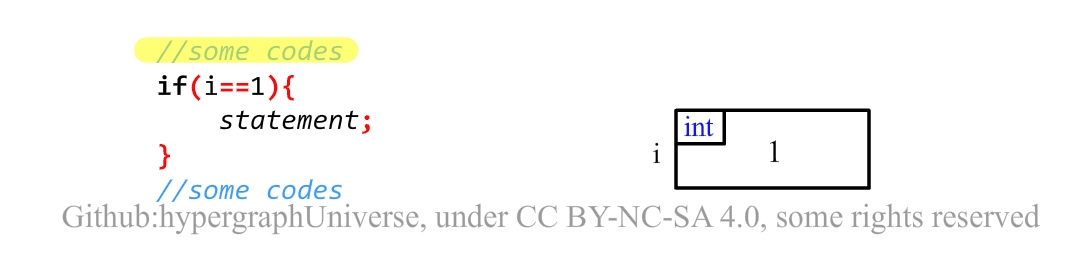 //some codes
if(i==1){
statement;
}
//some codes
int
i
1
Github:hypergraphUniverse, under CC BY-NC-SA 4.0, some rights reserved